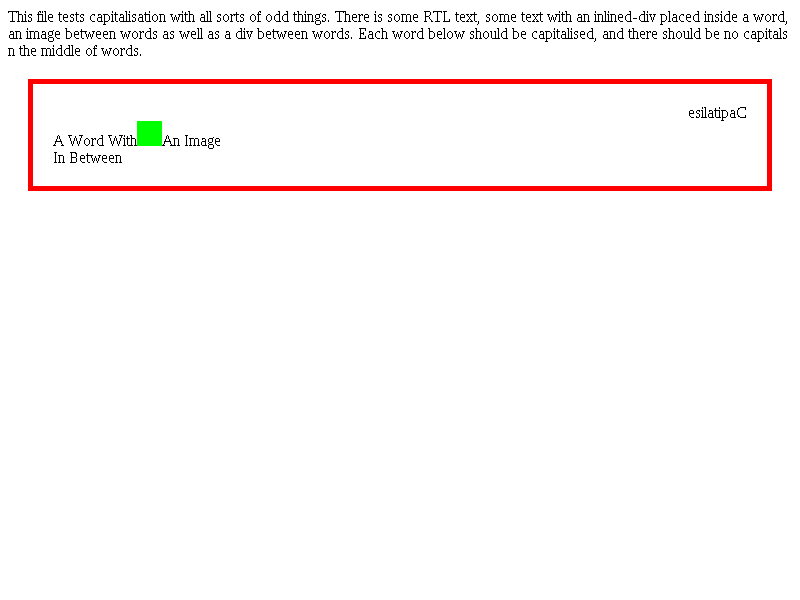 This file tests capitalisation with all sorts of odd things. There is some RTL text, some text with an inlined-div placed inside a word,
an image between words as well as a div between words. Each word below should be capitalised, and there should be no capitals
n the middle of words.
esilatipaC
A Word With An Image
In Between